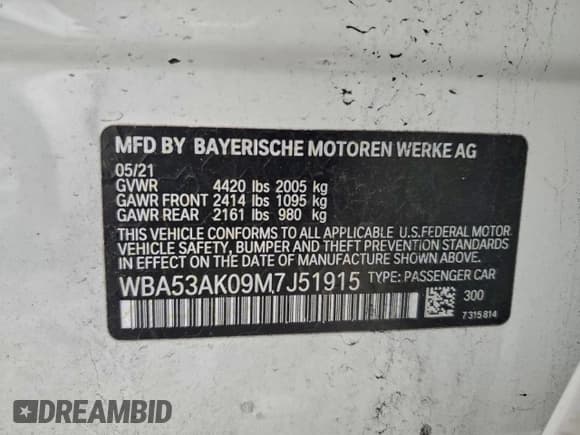 MFD BY BAYERISCHE MOTOREN WERKE AG
05/21
GVWR 4420 lbs 2005 kg
GAWR FRONT 2414 lbs 1095 kg
GAWR REAR 2161 lbs 980 kg
THIS VEHICLE CONFORMS TO ALL APPLICABLE U.S.FEDERAL MOTOR
VEHICLE SAFETY, BUMPER AND THEFT PREVENTION STANDARDS
IN EFFECT ON THE DATE OF MANUFACTURE SHOWN ABOVE.
WBA53AK09M7J51915 TYPE: PASSENGER CAR
300
7315814
DREAMBID